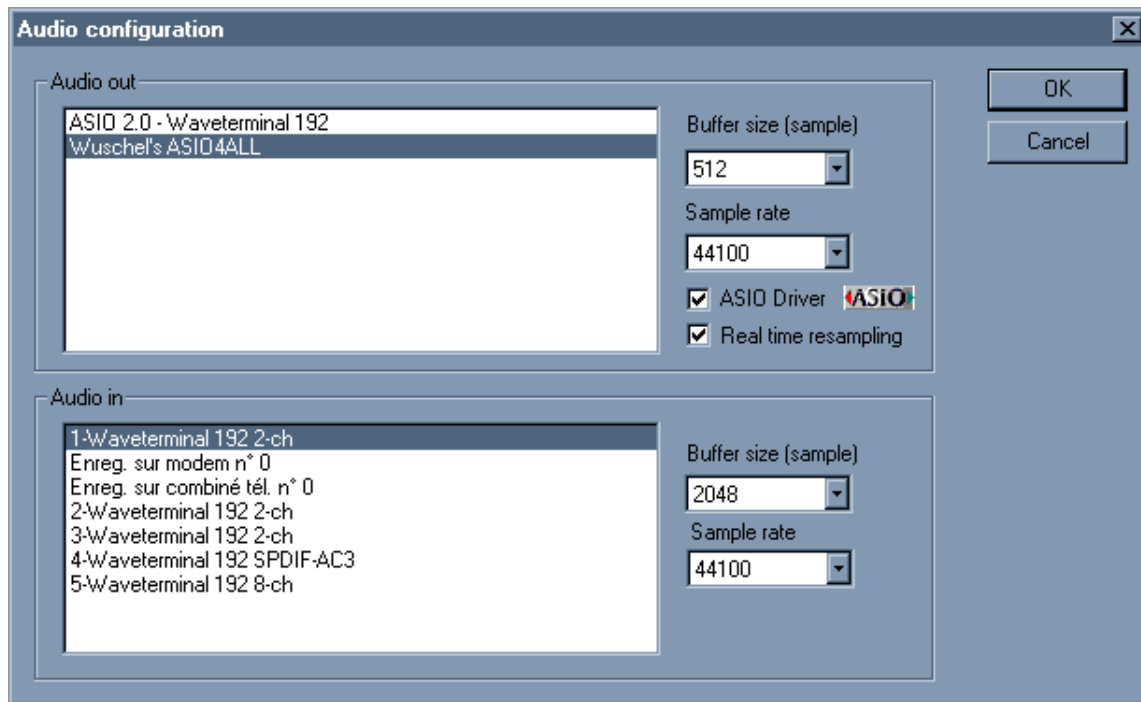 Audio configuration
Audio out
ASIO 2.0 - Waveterminal 192
Wuschel's ASIO4ALL
Buffer size (sample)
512
Sample rate
44100
ASIO Driver ASiO
Real time resampling
OK
Cancel
Audio in
1-Waveterminal 192 2-ch
Enreg. sur modem n° 0
Enreg. sur combiné tél. n° 0
2-Waveterminal 192 2-ch
3-Waveterminal 192 2-ch
4-Waveterminal 192 SPDIF-AC3
5-Waveterminal 192 8-ch
Buffer size (sample)
2048
Sample rate
44100